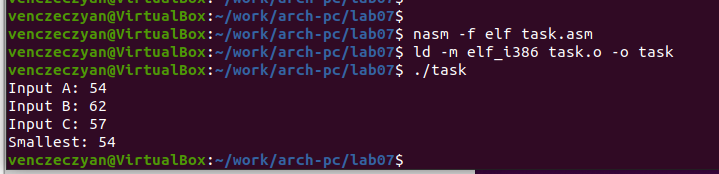 venczeczyan@VirtualBox:~/work/arch-pc/lab07$
venczeczyan@VirtualBox:~/work/arch-pc/lab07$ nasm -f elf task.asm
venczeczyan@VirtualBox:~/work/arch-pc/lab07$ ld -m elf_i386 task.o -o task
venczeczyan@VirtualBox:~/work/arch-pc/lab07$ ./task
Input A: 54
Input B: 62
Input C: 57
Smallest: 54
venczeczyan@VirtualBox:~/work/arch-pc/lab07$